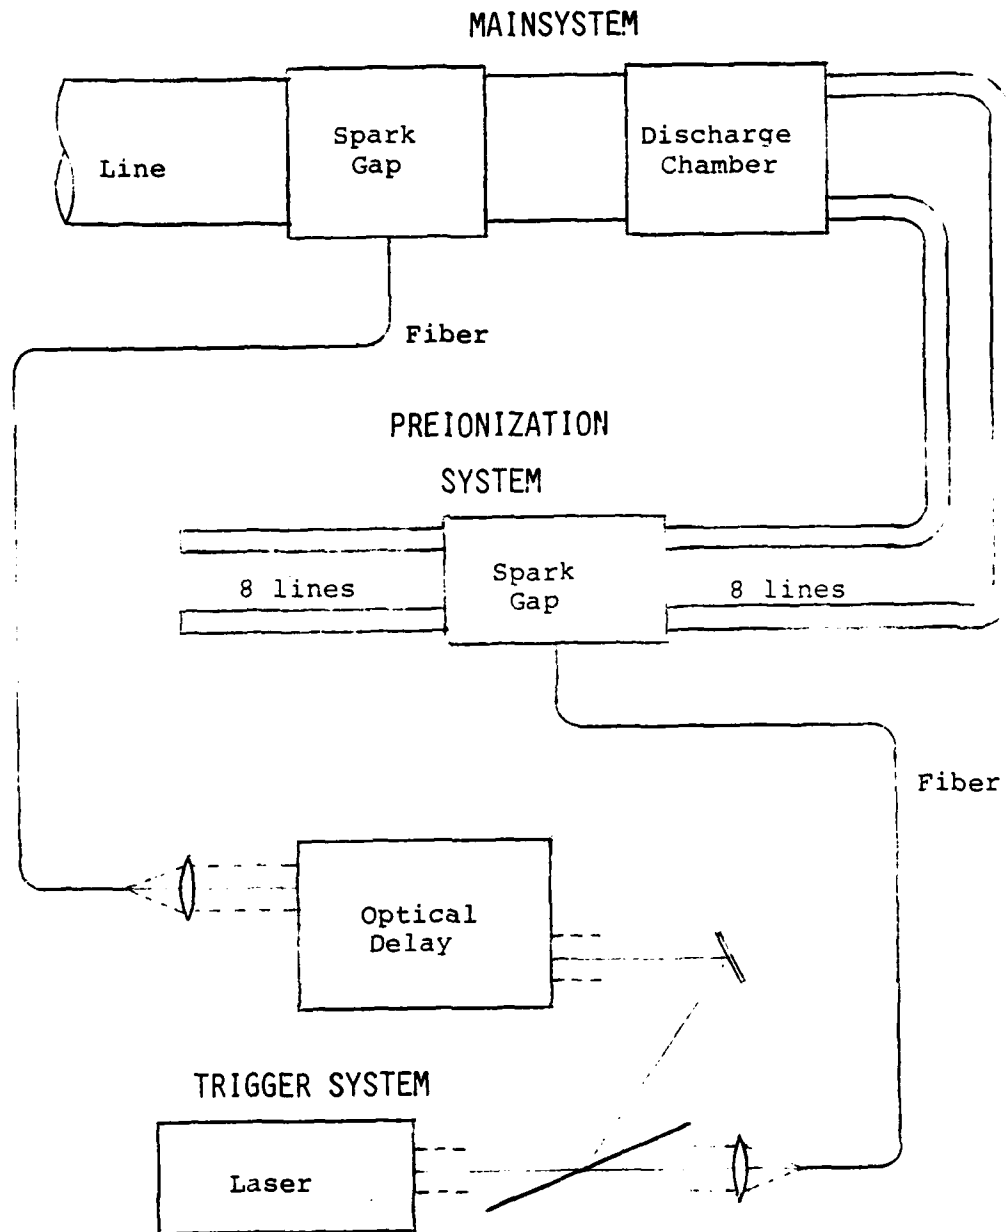 MAINSYSTEM
Line
Spark
Gap
Discharge
Chamber
Fiber
PREIONIZATION
SYSTEM
8 lines
Spark
Gap
8 lines
Fiber
Optical
Delay
TRIGGER SYSTEM
Laser